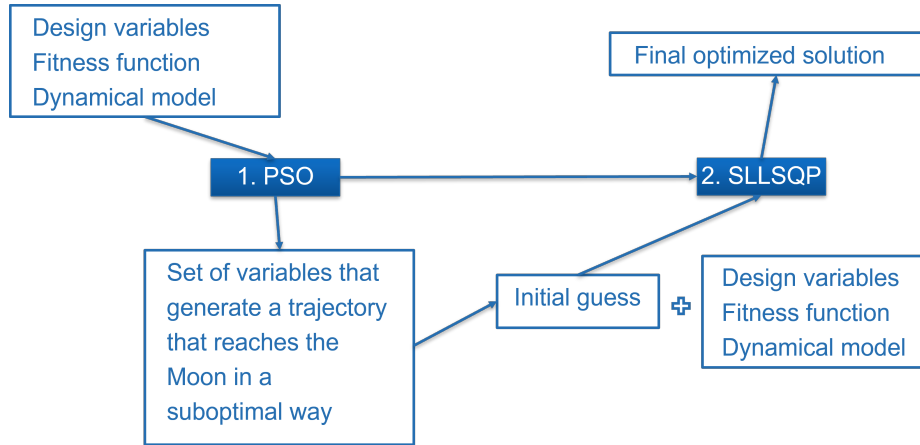 Design variables
Fitness function
Dynamical model
Final optimized solution
1. PSO
2. SLLSQP
Set of variables that
generate a trajectory
that reaches the
Moon in a
suboptimal way
Initial guess
Design variables
Fitness function
Dynamical model